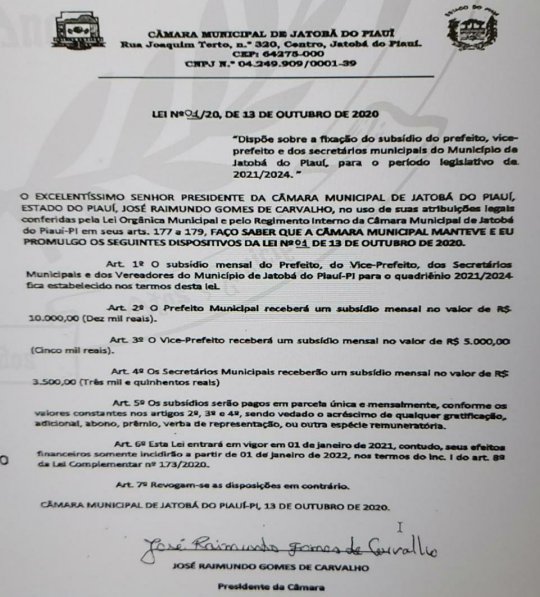 CÂMARA MUNICIPAL DE JATOBÁ DO PIAUÍ
Rua Joaquim Torto, n.º 320, Centro, Jatobá do Piauí.
CEP: 64275-000
CNPJ N.º 04.249.909/0001-39
ESTADO DO PIAUÍ
LEI Nº01/20, DE 13 DE OUTUBRO DE 2020
"Dispõe sobre a fixação do subsídio do prefeito, vice-
prefeito e dos secretários municipais do Município de
Jatobá do Piauí, para o período legislativo de
2021/2024. "
O EXCELENTÍSSIMO SENHOR PRESIDENTE DA CÂMARA MUNICIPAL DE JATOBÁ DO PIAUÍ,
ESTADO DO PIAUÍ, JOSÉ RAIMUNDO GOMES DE CARVALHO, no uso de suas atribuições legais
conferidas pela Lei Orgânica Municipal e pelo Regimento Interno da Câmara Municipal de Jatobá
do Piauí-PI em seus arts. 177 a 179, FAÇO SABER QUE A CÂMARA MUNICIPAL MANTEVE E EU
PROMULGO OS SEGUINTES DISPOSITIVOS DA LEI Nº01 DE 13 DE OUTUBRO DE 2020.
Art. 1º O subsídio mensal do Prefeito, do Vice-Prefeito, dos Secretários
Municipais e dos Vereadores do Município de Jatobá do Piauí-PI para o quadriênio 2021/2024
fica estabelecido nos termos desta lei.
Art. 2º O Prefeito Municipal receberá um subsídio mensal no valor de R$
10.000,00 (Dez mil reais).
Art. 3º O Vice-Prefeito receberá um subsídio mensal no valor de R$ 5.000,00
(Cinco mil reais).
Art. 4º Os Secretários Municipais receberão um subsídio mensal no valor de R$
3.500,00 (Três mil e quinhentos reais)
Art. 5º Os subsídios serão pagos em parcela única e mensalmente, conforme os
valores constantes nos artigos 2º, 3º e 4º, sendo vedado o acréscimo de qualquer gratificação,
adicional, abono, prêmio, verba de representação, ou outra espécie remuneratória.
Art. 6º Esta Lei entrará em vigor em 01 de janeiro de 2021, contudo, seus efeitos
financeiros somente incidirão a partir de 01 de janeiro de 2022, nos termos do Inc. I do art. 8º
da Lei Complementar nº 173/2020.
Art. 7º Revogam-se as disposições em contrário.
CÂMARA MUNICIPAL DE JATOBÁ DO PIAUÍ-PI, 13 DE OUTUBRO DE 2020.
José Raimundo Gomes de Carvalho
JOSÉ RAIMUNDO GOMES DE CARVALHO
Presidente da Câmara